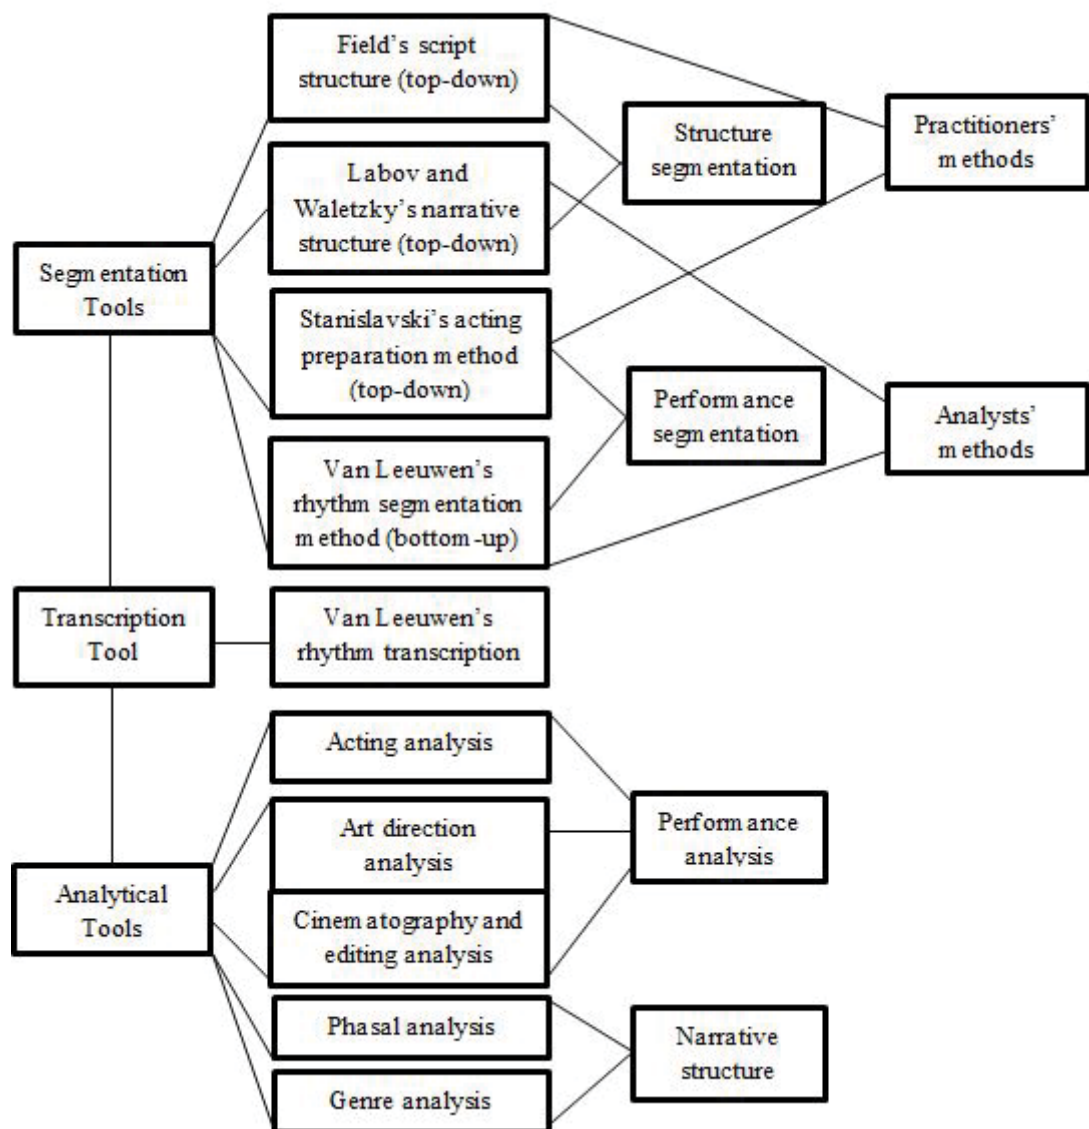 Field's script
structure (top-down)
Structure
segmentation
Practitioners'
methods
Labov and
Waletzky's narrative
structure (top-down)
Segmentation
Tools
Stanislavski's acting
preparation method
(top-down)
Performance
segmentation
Analysts'
methods
Van Leeuwen's
rhythm segmentation
method (bottom-up)
Transcription
Tool
Van Leeuwen's
rhythm transcription
Acting analysis
Art direction
analysis
Performance
analysis
Analytical
Tools
Cinematography and
editing analysis
Phasal analysis
Narrative
structure
Genre analysis